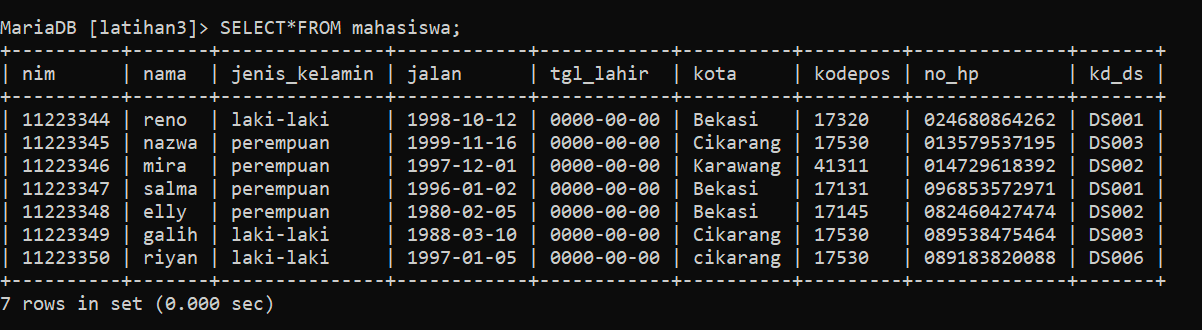 MariaDB [latihan3]> SELECT*FROM mahasiswa;
+----------+-------+---------------+------------+------------+----------+---------+--------------+-------+
| nim      | nama  | jenis_kelamin | jalan      | tgl_lahir  | kota     | kodepos | no_hp        | kd_ds |
+----------+-------+---------------+------------+------------+----------+---------+--------------+-------+
| 11223344 | reno  | laki-laki     | 1998-10-12 | 0000-00-00 | Bekasi   | 17320   | 024680864262 | DS001 |
| 11223345 | nazwa | perempuan     | 1999-11-16 | 0000-00-00 | Cikarang | 17530   | 013579537195 | DS003 |
| 11223346 | mira  | perempuan     | 1997-12-01 | 0000-00-00 | Karawang | 41311   | 014729618392 | DS002 |
| 11223347 | salma | perempuan     | 1996-01-02 | 0000-00-00 | Bekasi   | 17131   | 096853572971 | DS001 |
| 11223348 | elly  | perempuan     | 1980-02-05 | 0000-00-00 | Bekasi   | 17145   | 082460427474 | DS002 |
| 11223349 | galih | laki-laki     | 1988-03-10 | 0000-00-00 | Cikarang | 17530   | 089538475464 | DS003 |
| 11223350 | riyan | laki-laki     | 1997-01-05 | 0000-00-00 | cikarang | 17530   | 089183820088 | DS006 |
+----------+-------+---------------+------------+------------+----------+---------+--------------+-------+
7 rows in set (0.000 sec)